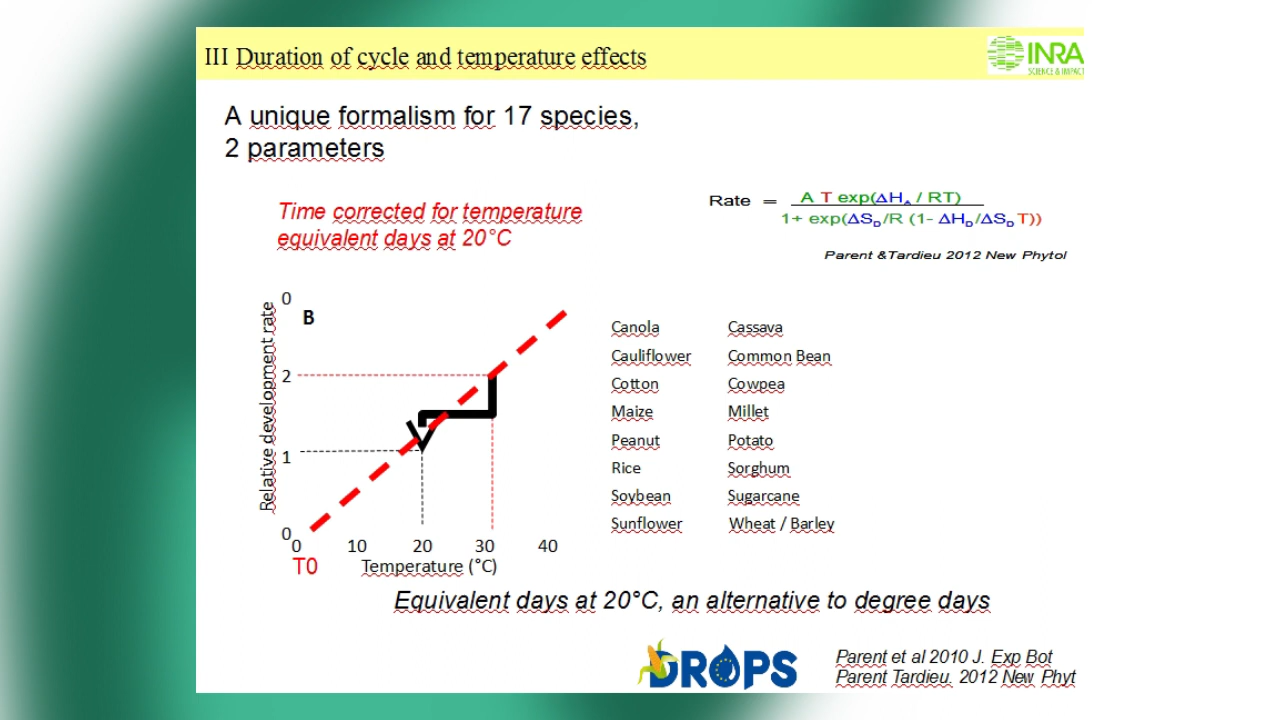 III Duration of cycle and temperature effects
INRA
SCIENCE & IMPACT
A unique formalism for 17 species,
2 parameters
Time corrected for temperature
equivalent days at 20°C
Rate = A T exp(ΔH_A / RT)
1+ exp(ΔS_D/R (1- ΔH_D/ΔS_D T))
Parent &Tardieu 2012 New Phytol
Relative development rate
0
B
2
1
0
0 10 20 30 40
T0
Temperature (°C)
Canola Cassava
Cauliflower Common Bean
Cotton Cowpea
Maize Millet
Peanut Potato
Rice Sorghum
Soybean Sugarcane
Sunflower Wheat / Barley
Equivalent days at 20°C, an alternative to degree days
DROPS
Parent et al 2010 J. Exp Bot
Parent Tardieu. 2012 New Phyt